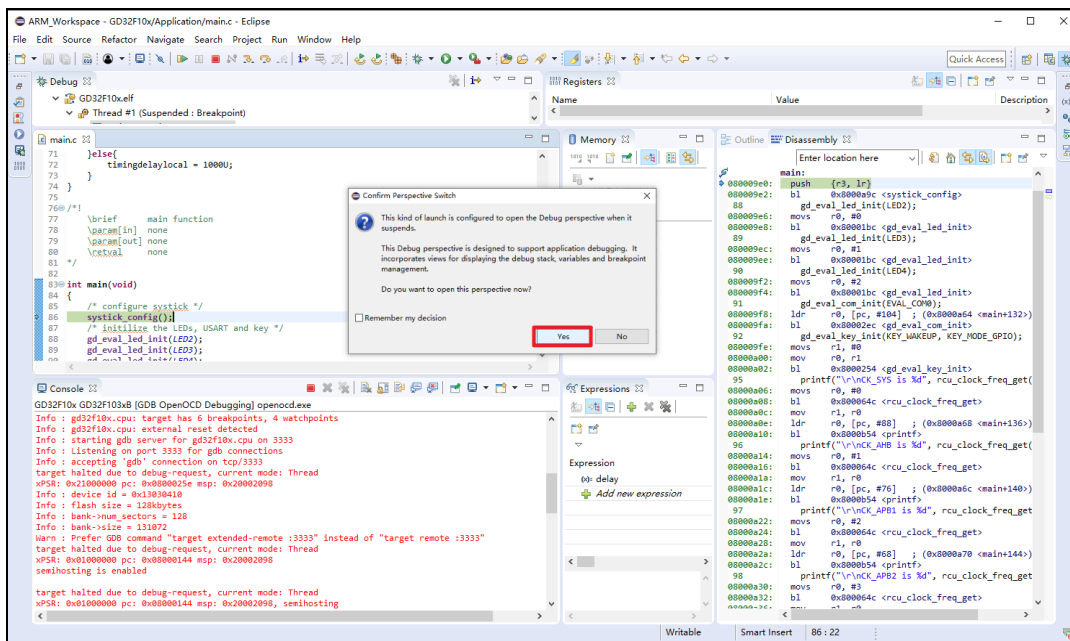 ARM_Workspace - GD32F10x/Application/main.c - Eclipse
File Edit Source Refactor Navigate Search Project Run Window Help
Quick Access
Debug
GD32F10x.elf
Thread #1 (Suspended : Breakpoint)
Registers
Name Value Description
main.c
71 }else{
72 timingdelaylocal = 1000U;
73 }
74 }
75
76 /*!
77 \brief main function
78 \param[in] none
79 \param[out] none
80 \retval none
81 */
82
83 int main(void)
84 {
85 /* configure systick */
86 systick_config();
87 /* initilize the LEDs, USART and key */
88 gd_eval_led_init(LED2);
89 gd_eval_led_init(LED3);
90 gd_eval_led_init(LED4);
Memory
Confirm Perspective Switch
This kind of launch is configured to open the Debug perspective when it
suspends.
This Debug perspective is designed to support application debugging. It
incorporates views for displaying the debug stack, variables and breakpoint
management.
Do you want to open this perspective now?
Remember my decision
Yes No
Outline Disassembly
Enter location here
main:
080009e0: push {r3, lr}
080009e2: bl 0x8000a9c <systick_config>
88 gd_eval_led_init(LED2);
080009e6: movs r0, #0
080009e8: bl 0x80001bc <gd_eval_led_init>
89 gd_eval_led_init(LED3);
080009ec: movs r0, #1
080009ee: bl 0x80001bc <gd_eval_led_init>
90 gd_eval_led_init(LED4);
080009f2: movs r0, #2
080009f4: bl 0x80001bc <gd_eval_led_init>
91 gd_eval_com_init(EVAL_COM0);
080009f8: ldr r0, [pc, #104] ; (0x8000a64 <main+132>)
080009fa: bl 0x80002ec <gd_eval_com_init>
92 gd_eval_key_init(KEY_WAKEUP, KEY_MODE_GPIO);
080009fe: movs r1, #0
08000a00: mov r0, r1
08000a02: bl 0x8000254 <gd_eval_key_init>
95 printf("\r\nCK_SYS is %d", rcu_clock_freq_get(
08000a06: movs r0, #0
08000a08: bl 0x800064c <rcu_clock_freq_get>
08000a0c: mov r1, r0
08000a0e: ldr r0, [pc, #88] ; (0x8000a68 <main+136>)
08000a10: bl 0x8000b54 <printf>
96 printf("\r\nCK_AHB is %d", rcu_clock_freq_get(
08000a14: movs r0, #1
08000a16: bl 0x800064c <rcu_clock_freq_get>
08000a1a: mov r1, r0
08000a1c: ldr r0, [pc, #76] ; (0x8000a6c <main+140>)
08000a1e: bl 0x8000b54 <printf>
97 printf("\r\nCK_APB1 is %d", rcu_clock_freq_get
08000a22: movs r0, #2
08000a24: bl 0x800064c <rcu_clock_freq_get>
08000a28: mov r1, r0
08000a2a: ldr r0, [pc, #68] ; (0x8000a70 <main+144>)
08000a2c: bl 0x8000b54 <printf>
98 printf("\r\nCK_APB2 is %d", rcu_clock_freq_get
08000a30: movs r0, #3
08000a32: bl 0x800064c <rcu_clock_freq_get>
Console
GD32F10x GD32F103xB [GDB OpenOCD Debugging] openocd.exe
Info : gd32f10x.cpu: target has 6 breakpoints, 4 watchpoints
Info : gd32f10x.cpu: external reset detected
Info : starting gdb server for gd32f10x.cpu on 3333
Info : Listening on port 3333 for gdb connections
Info : accepting 'gdb' connection on tcp/3333
target halted due to debug-request, current mode: Thread
xPSR: 0x21000000 pc: 0x0800025e msp: 0x20002098
Info : device id = 0x13030410
Info : flash size = 128kbytes
Info : bank->num_sectors = 128
Info : bank->size = 131072
Warn : Prefer GDB command "target extended-remote :3333" instead of "target remote :3333"
target halted due to debug-request, current mode: Thread
xPSR: 0x01000000 pc: 0x08000144 msp: 0x20002098
semihosting is enabled
target halted due to debug-request, current mode: Thread
xPSR: 0x01000000 pc: 0x08000144 msp: 0x20002098, semihosting
Expressions
Expression
delay
Add new expression
Writable Smart Insert 86 : 22